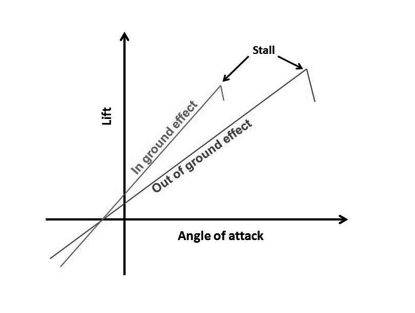 Stall
Lift
In ground effect
Out of ground effect
Angle of attack